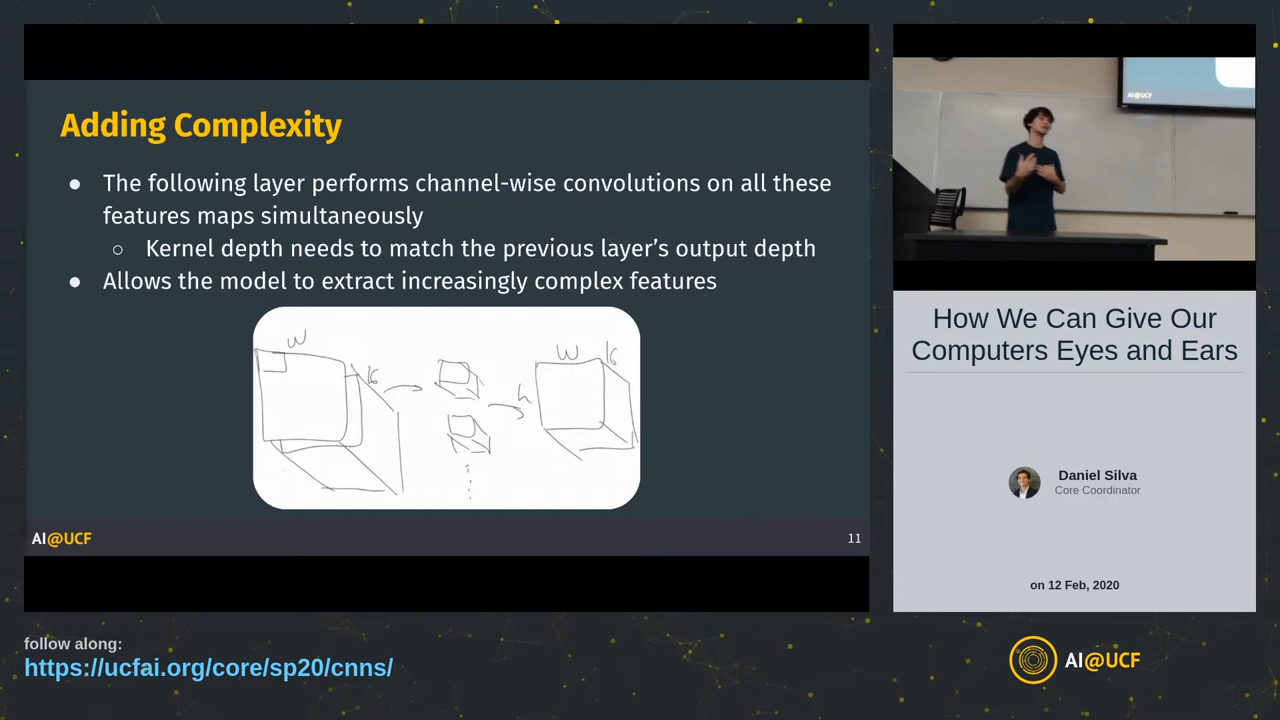 Adding Complexity
● The following layer performs channel-wise convolutions on all these
features maps simultaneously
○ Kernel depth needs to match the previous layer's output depth
● Allows the model to extract increasingly complex features
W
16
W
16
h
AI@UCF
11
AI@UCF
How We Can Give Our
Computers Eyes and Ears
Daniel Silva
Core Coordinator
on 12 Feb, 2020
follow along:
https://ucfai.org/core/sp20/cnns/
AI@UCF